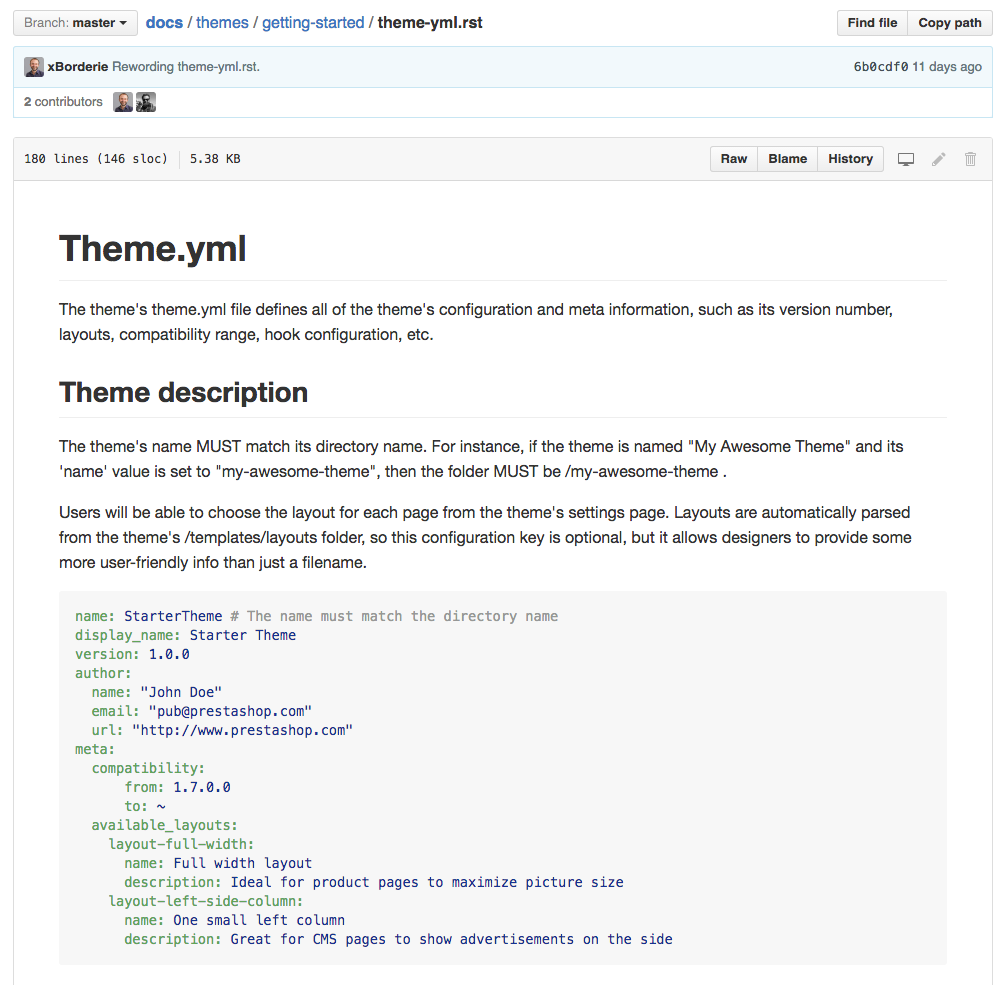 Branch: master docs / themes / getting-started / theme-yml.rst Find file Copy path
xBorderie Rewording theme-yml.rst. 6b0cdf0 11 days ago
2 contributors
180 lines (146 sloc) 5.38 KB Raw Blame History
Theme.yml
The theme's theme.yml file defines all of the theme's configuration and meta information, such as its version number,
layouts, compatibility range, hook configuration, etc.
Theme description
The theme's name MUST match its directory name. For instance, if the theme is named "My Awesome Theme" and its
'name' value is set to "my-awesome-theme", then the folder MUST be /my-awesome-theme .
Users will be able to choose the layout for each page from the theme's settings page. Layouts are automatically parsed
from the theme's /templates/layouts folder, so this configuration key is optional, but it allows designers to provide some
more user-friendly info than just a filename.
name: StarterTheme # The name must match the directory name
display_name: Starter Theme
version: 1.0.0
author:
  name: "John Doe"
  email: "pub@prestashop.com"
  url: "http://www.prestashop.com"
meta:
  compatibility:
      from: 1.7.0.0
      to: ~
  available_layouts:
    layout-full-width:
      name: Full width layout
      description: Ideal for product pages to maximize picture size
    layout-left-side-column:
      name: One small left column
      description: Great for CMS pages to show advertisements on the side